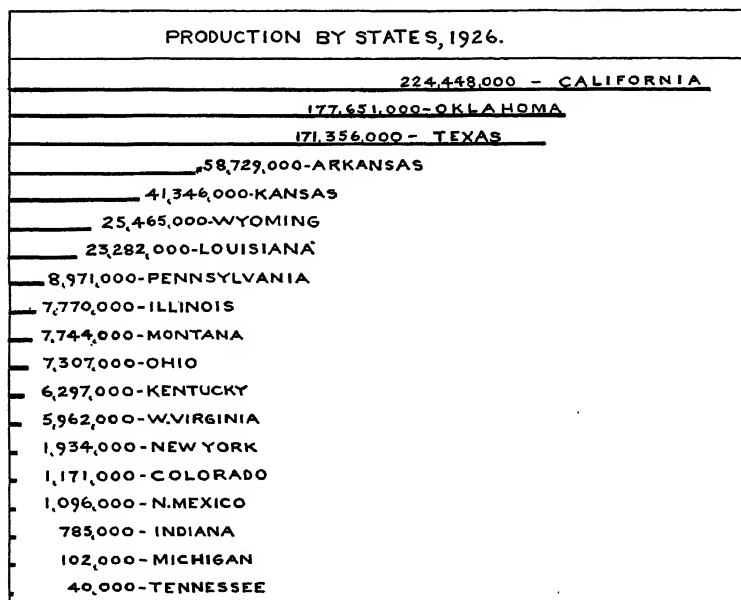 PRODUCTION BY STATES, 1926.
224,448,000 - CALIFORNIA
177,651,000-OKLAHOMA
171,356,000 - TEXAS
58,729,000-ARKANSAS
41,346,000-KANSAS
25,465,000-WYOMING
23,282,000-LOUISIANA
8,971,000-PENNSYLVANIA
7,770,000-ILLINOIS
7,744,000-MONTANA
7,307,000-OHIO
6,297,000-KENTUCKY
5,962,000-W.VIRGINIA
1,934,000-NEW YORK
1,171,000-COLORADO
1,096,000-N.MEXICO
785,000- INDIANA
102,000-MICHIGAN
40,000-TENNESSEE